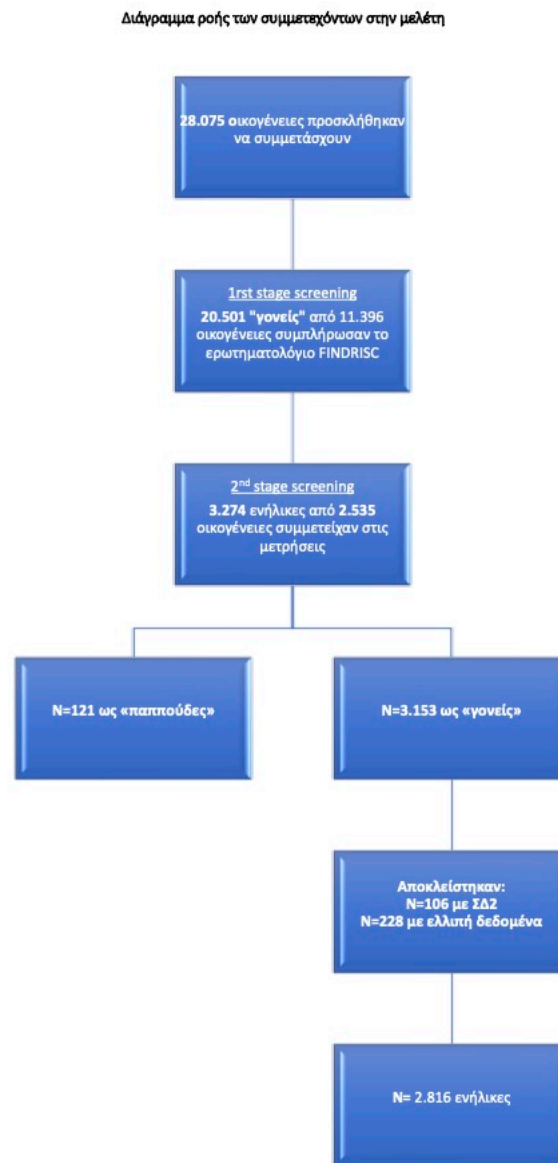 Διάγραμμα ροής των συμμετεχόντων στην μελέτη
28.075 οικογένειες προσκλήθηκαν
να συμμετάσχουν
1rst stage screening
20.501 "γονείς" από 11.396
οικογένειες συμπλήρωσαν το
ερωτηματολόγιο FINDRISC
2nd stage screening
3.274 ενήλικες από 2.535
οικογένειες συμμετείχαν στις
μετρήσεις
N=121 ως «παππούδες»
N=3.153 ως «γονείς»
Αποκλείστηκαν:
N=106 με ΣΔ2
N=228 με ελλιπή δεδομένα
N= 2.816 ενήλικες